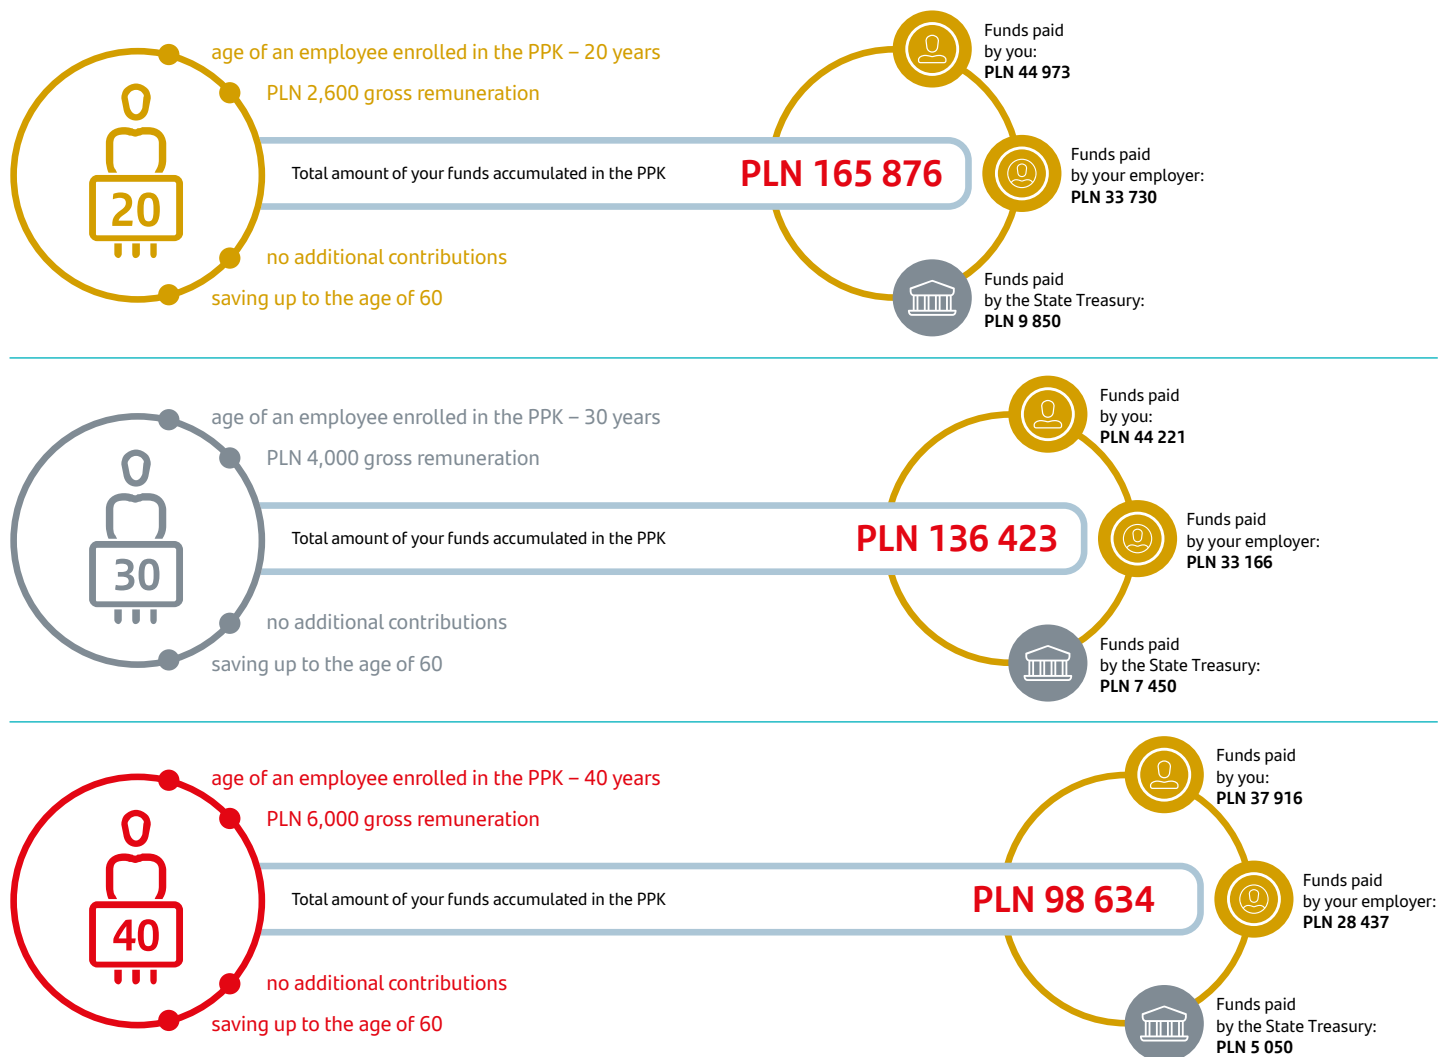 age of an employee enrolled in the PPK – 20 years
PLN 2,600 gross remuneration
20
Total amount of your funds accumulated in the PPK
PLN 165 876
no additional contributions
saving up to the age of 60
Funds paid
by you:
PLN 44 973
Funds paid
by your employer:
PLN 33 730
Funds paid
by the State Treasury:
PLN 9 850
age of an employee enrolled in the PPK – 30 years
PLN 4,000 gross remuneration
30
Total amount of your funds accumulated in the PPK
PLN 136 423
no additional contributions
saving up to the age of 60
Funds paid
by you:
PLN 44 221
Funds paid
by your employer:
PLN 33 166
Funds paid
by the State Treasury:
PLN 7 450
age of an employee enrolled in the PPK – 40 years
PLN 6,000 gross remuneration
40
Total amount of your funds accumulated in the PPK
PLN 98 634
no additional contributions
saving up to the age of 60
Funds paid
by you:
PLN 37 916
Funds paid
by your employer:
PLN 28 437
Funds paid
by the State Treasury:
PLN 5 050